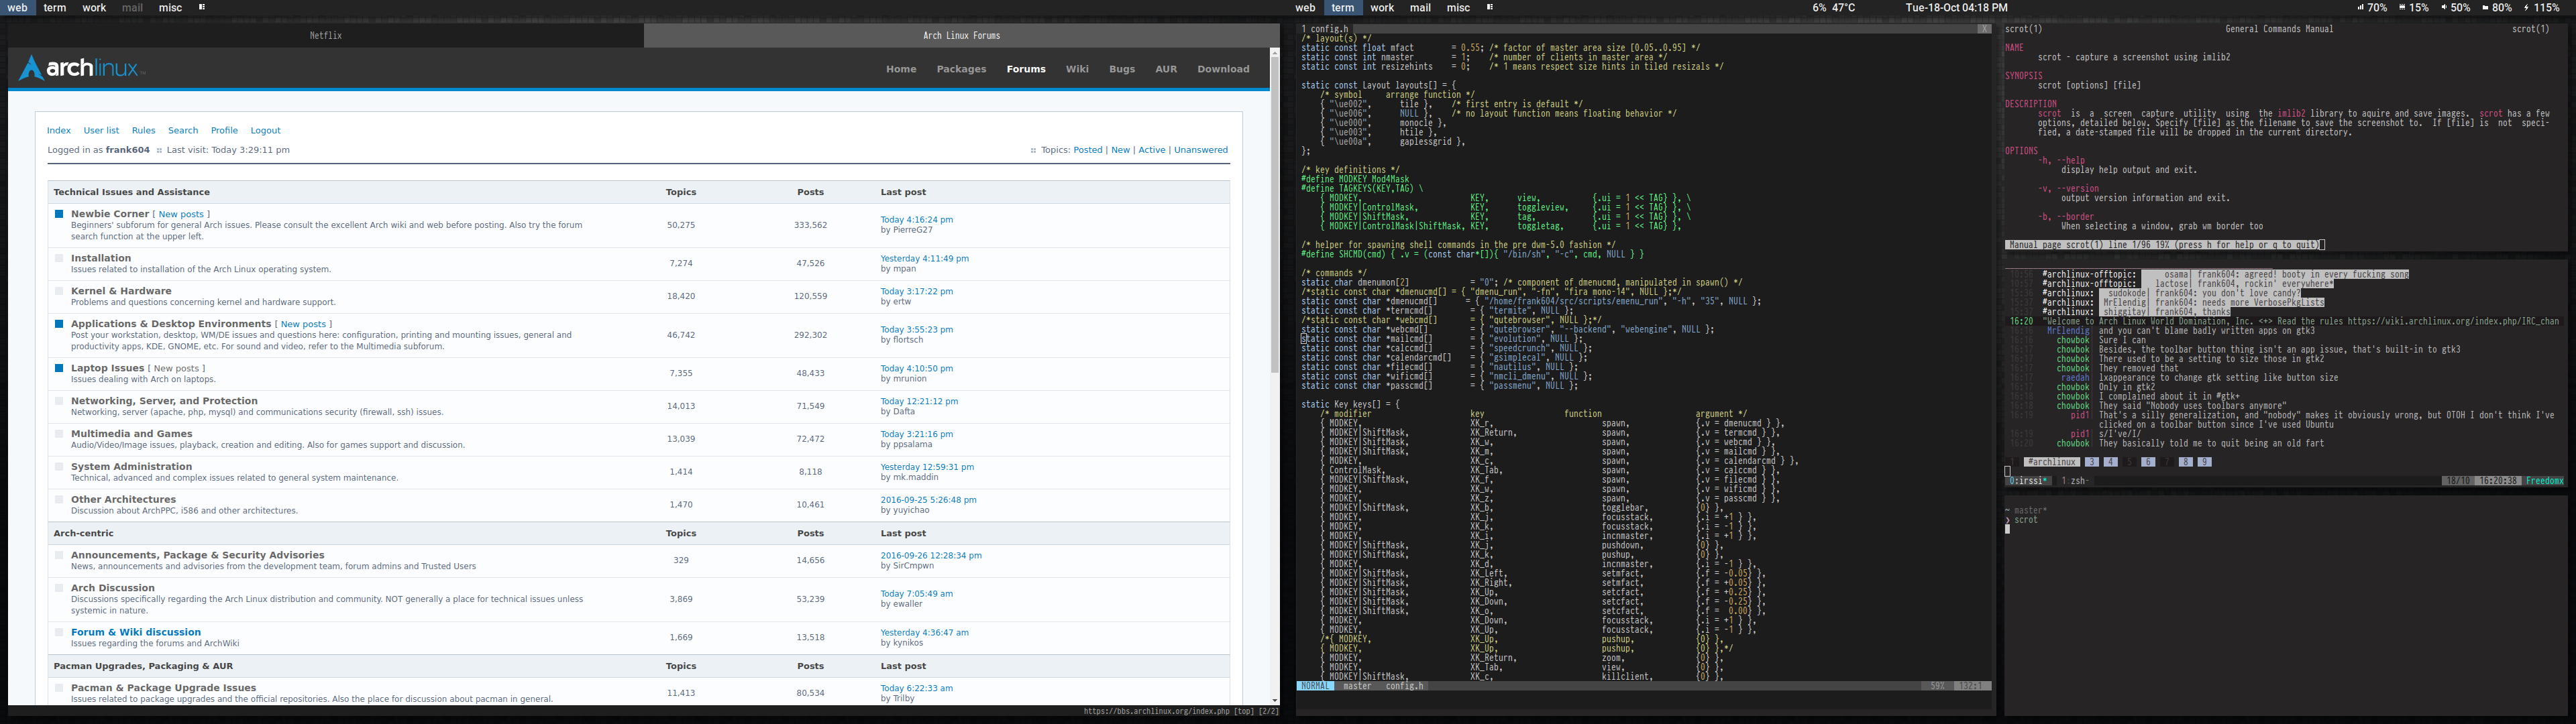 web term work mail misc
Netflix
Arch Linux Forums
archlinux
Home Packages Forums Wiki Bugs AUR Download
Index User list Rules Search Profile Logout
Logged in as frank604 Last visit: Today 3:29:11 pm
Topics: Posted | New | Active | Unanswered
Technical Issues and Assistance Topics Posts Last post
Newbie Corner [ New posts ]
Beginners' subforum for general Arch issues. Please consult the excellent Arch wiki and web before posting. Also try the forum
search function at the upper left.
50,275 333,562 Today 4:16:24 pm
by PierreG27
Installation
Issues related to installation of the Arch Linux operating system.
7,274 47,526 Yesterday 4:11:49 pm
by mpan
Kernel & Hardware
Problems and questions concerning kernel and hardware support.
18,420 120,559 Today 3:17:22 pm
by ertw
Applications & Desktop Environments [ New posts ]
Post your workstation, desktop, WM/DE issues and questions here: configuration, printing and mounting issues, general and
productivity apps, KDE, GNOME, etc. For sound and video, refer to the Multimedia subforum.
46,742 292,302 Today 3:55:23 pm
by flortsch
Laptop Issues [ New posts ]
Issues dealing with Arch on laptops.
7,355 48,433 Today 4:10:50 pm
by mrunion
Networking, Server, and Protection
Networking, server (apache, php, mysql) and communications security (firewall, ssh) issues.
14,013 71,549 Today 12:21:12 pm
by Dafta
Multimedia and Games
Audio/Video/Image issues, playback, creation and editing. Also for games support and discussion.
13,039 72,472 Today 3:21:16 pm
by ppsalama
System Administration
Technical, advanced and complex issues related to general system maintenance.
1,414 8,118 Yesterday 12:59:31 pm
by mk.maddin
Other Architectures
Discussion about ArchPPC, i586 and other architectures.
1,470 10,461 2016-09-25 5:26:48 pm
by yuyichao
Arch-centric Topics Posts Last post
Announcements, Package & Security Advisories
News, announcements and advisories from the development team, forum admins and Trusted Users
329 14,656 2016-09-26 12:28:34 pm
by SirCmpwn
Arch Discussion
Discussions specifically regarding the Arch Linux distribution and community. NOT generally a place for technical issues unless
systemic in nature.
3,869 53,239 Today 7:05:49 am
by ewaller
Forum & Wiki discussion
Issues regarding the forums and ArchWiki
1,669 13,518 Yesterday 4:36:47 am
by kynikos
Pacman Upgrades, Packaging & AUR Topics Posts Last post
Pacman & Package Upgrade Issues
Issues related to package upgrades and the official repositories. Also the place for discussion about pacman in general.
11,413 80,534 Today 6:22:33 am
by Trilby
https://bbs.archlinux.org/index.php [top] [2/2]
web term work mail misc
6% 47°C
Tue-18-Oct 04:18 PM
70% 15% 50% 80% 115%
1 config.h X
/* layout(s) */
static const float mfact = 0.55; /* factor of master area size [0.05..0.95] */
static const int nmaster = 1; /* number of clients in master area */
static const int resizehints = 0; /* 1 means respect size hints in tiled resizals */
static const Layout layouts[] = {
/* symbol arrange function */
{ "\ue002", tile }, /* first entry is default */
{ "\ue006", NULL }, /* no layout function means floating behavior */
{ "\ue000", monocle },
{ "\ue003", htile },
{ "\ue00a", gaplessgrid },
};
/* key definitions */
#define MODKEY Mod4Mask
#define TAGKEYS(KEY,TAG) \
{ MODKEY, KEY, view, {.ui = 1 << TAG} }, \
{ MODKEY|ControlMask, KEY, toggleview, {.ui = 1 << TAG} }, \
{ MODKEY|ShiftMask, KEY, tag, {.ui = 1 << TAG} }, \
{ MODKEY|ControlMask|ShiftMask, KEY, toggletag, {.ui = 1 << TAG} },
/* helper for spawning shell commands in the pre dwm-5.0 fashion */
#define SHCMD(cmd) { .v = (const char*[]){ "/bin/sh", "-c", cmd, NULL } }
/* commands */
static char dmenumon[2] = "0"; /* component of dmenucmd, manipulated in spawn() */
/*static const char *dmenucmd[] = { "dmenu_run", "-fn", "fira mono-14", NULL };*/
static const char *dmenucmd[] = { "/home/frank604/src/scripts/emenu_run", "-h", "35", NULL };
static const char *termcmd[] = { "termite", NULL };
/*static const char *webcmd[] = { "qutebrowser", NULL };*/
static const char *webcmd[] = { "qutebrowser", "--backend", "webengine", NULL };
static const char *mailcmd[] = { "evolution", NULL };
static const char *calccmd[] = { "speedcrunch", NULL };
static const char *calendarcmd[] = { "gsimplecal", NULL };
static const char *filecmd[] = { "nautilus", NULL };
static const char *wificmd[] = { "nmcli_dmenu", NULL };
static const char *passcmd[] = { "passmenu", NULL };
static Key keys[] = {
/* modifier key function argument */
{ MODKEY, XK_r, spawn, {.v = dmenucmd } },
{ MODKEY|ShiftMask, XK_Return, spawn, {.v = termcmd } },
{ MODKEY|ShiftMask, XK_w, spawn, {.v = webcmd } },
{ MODKEY|ShiftMask, XK_m, spawn, {.v = mailcmd } },
{ MODKEY, XK_c, spawn, {.v = calendarcmd } },
{ ControlMask, XK_Tab, spawn, {.v = calccmd } },
{ MODKEY|ShiftMask, XK_f, spawn, {.v = filecmd } },
{ MODKEY, XK_w, spawn, {.v = wificmd } },
{ MODKEY, XK_z, spawn, {.v = passcmd } },
{ MODKEY|ShiftMask, XK_b, togglebar, {0} },
{ MODKEY, XK_j, focusstack, {.i = +1 } },
{ MODKEY, XK_k, focusstack, {.i = -1 } },
{ MODKEY, XK_i, incnmaster, {.i = +1 } },
{ MODKEY|ShiftMask, XK_j, pushdown, {0} },
{ MODKEY|ShiftMask, XK_k, pushup, {0} },
{ MODKEY, XK_d, incnmaster, {.i = -1 } },
{ MODKEY|ShiftMask, XK_Left, setmfact, {.f = -0.05} },
{ MODKEY|ShiftMask, XK_Right, setmfact, {.f = +0.05} },
{ MODKEY|ShiftMask, XK_Up, setcfact, {.f = +0.25} },
{ MODKEY|ShiftMask, XK_Down, setcfact, {.f = -0.25} },
{ MODKEY|ShiftMask, XK_o, setcfact, {.f = 0.00} },
{ MODKEY, XK_Down, focusstack, {.i = +1 } },
{ MODKEY, XK_Up, focusstack, {.i = -1 } },
/*{ MODKEY, XK_Up, pushup, {0} },
{ MODKEY, XK_Up, pushup, {0} },*/
{ MODKEY, XK_Return, zoom, {0} },
{ MODKEY, XK_Tab, view, {0} },
{ MODKEY|ShiftMask, XK_c, killclient, {0} },
NORMAL master config.h 59% 132:1
scrot(1) General Commands Manual scrot(1)
NAME
scrot - capture a screenshot using imlib2
SYNOPSIS
scrot [options] [file]
DESCRIPTION
scrot is a screen capture utility using the imlib2 library to aquire and save images. scrot has a few
options, detailed below. Specify [file] as the filename to save the screenshot to. If [file] is not speci-
fied, a date-stamped file will be dropped in the current directory.
OPTIONS
-h, --help
display help output and exit.
-v, --version
output version information and exit.
-b, --border
When selecting a window, grab wm border too
Manual page scrot(1) line 1/96 19% (press h for help or q to quit)
#archlinux-offtopic: osama| frank604: agreed! booty in every fucking song
#archlinux-offtopic: lactose| frank604, rockin' everywhere*
#archlinux: sudokode| frank604: you don't love candy?
#archlinux: MrElendig| frank604: needs more VerbosePkgLists
#archlinux: shiggitay| frank604, thanks
16:20 "Welcome to Arch Linux World Domination, Inc. <+> Read the rules https://wiki.archlinux.org/index.php/IRC_chan
MrElendig and you can't blame badly written apps on gtk3
chowbok Sure I can
chowbok Besides, the toolbar button thing isn't an app issue, that's built-in to gtk3
chowbok There used to be a setting to size those in gtk2
chowbok They removed that
raedah lxappearance to change gtk setting like button size
chowbok Only in gtk2
chowbok I complained about it in #gtk+
chowbok They said "Nobody uses toolbars anymore"
pid1 That's a silly generalization, and "nobody" makes it obviously wrong, but OTOH I don't think I've
clicked on a toolbar button since I've used Ubuntu
pid1 s/I've/I/
chowbok They basically told me to quit being an old fart
#archlinux 3 4 6 8 9
0:irssi* 1 zsh- 18/10 16:20:38 Freedomx
~ master*
❯ scrot